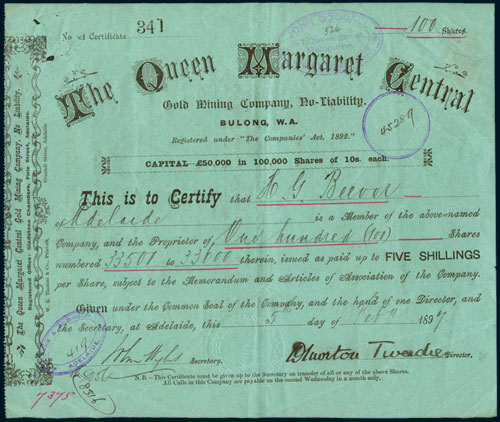 No of Certificate 341
100 Shares.
526
The Queen Margaret Central
Gold Mining Company, No-Liability.
BULONG, W.A.
Registered under "The Companies' Act, 1892."
45289
CAPITAL £50,000 in 100,000 Shares of 10s. each.
This is to Certify that H G Beevor
of Adelaide is a Member of the above-named
Company, and the Proprietor of One hundred (100) Shares
numbered 33501 to 33600 therein, issued as paid up to FIVE SHILLINGS
per Share, subject to the Memorandum and Articles of Association of the Company.
Given under the Common Seal of the Company, and the hand of one Director, and
the Secretary, at Adelaide, this 5th day of 1897
Secretary.
Director.
N.B.—This Certificate must be given up to the Secretary on transfer of all or any of the above Shares.
All Calls in this Company are payable on the second Wednesday in a month only.
ADELAIDE
8516
7375
The Queen Margaret Central Gold Mining Company, No Liability.